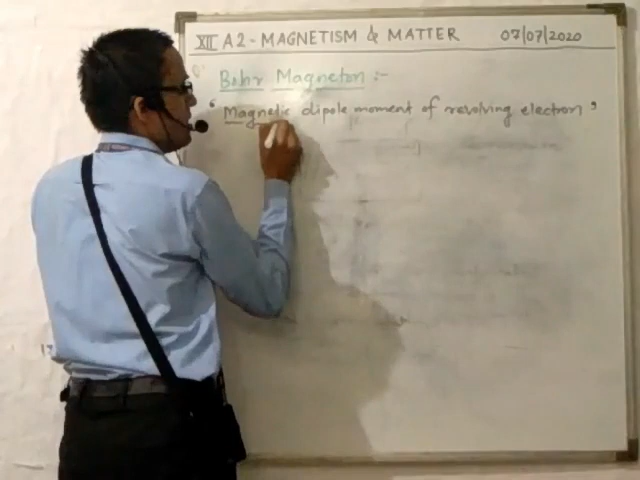 XII A2 - MAGNETISM & MATTER 07/07/2020
Bohr Magneton :-
‘ Magnetic dipole moment of revolving electron ’